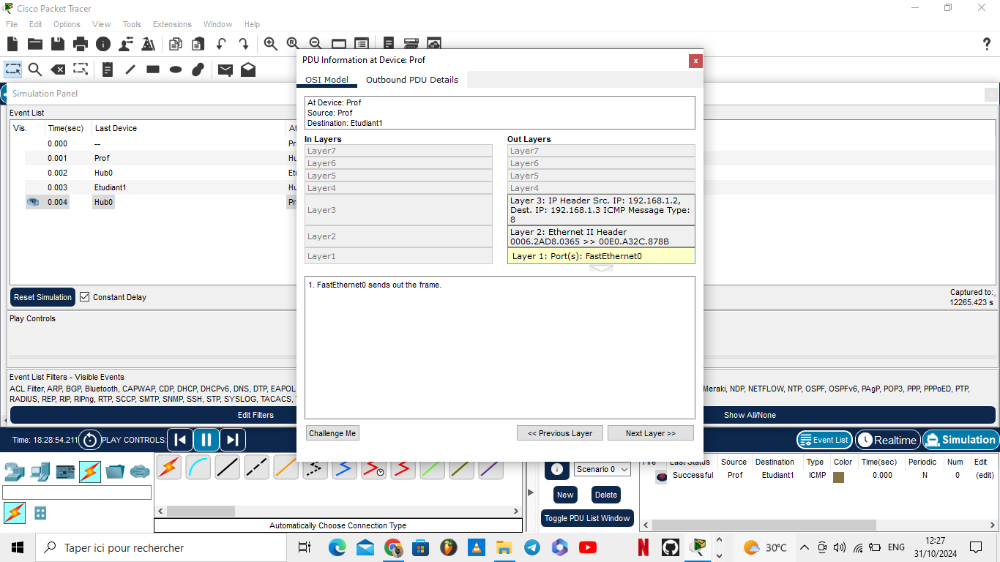 Cisco Packet Tracer
File Edit Options View Tools Extensions Window Help
?
Simulation Panel
Event List
Vis. Time(sec) Last Device
0.000 --
0.001 Prof
0.002 Hub0
0.003 Etudiant1
0.004 Hub0
Reset Simulation Constant Delay
Captured to:
12265.423 s
Play Controls
Event List Filters - Visible Events
ACL Filter, ARP, BGP, Bluetooth, CAPWAP, CDP, DHCP, DHCPv6, DNS, DTP, EAPOL
Meraki, NDP, NETFLOW, NTP, OSPF, OSPFv6, PAgP, POP3, PPP, PPPoED, PTP,
RADIUS, REP, RIP, RIPng, RTP, SCCP, SMTP, SNMP, SSH, STP, SYSLOG, TACACS,
Edit Filters
Show All/None
PDU Information at Device: Prof
x
OSI Model Outbound PDU Details
At Device: Prof
Source: Prof
Destination: Etudiant1
In Layers
Layer7
Layer6
Layer5
Layer4
Layer3
Layer2
Layer1
Out Layers
Layer7
Layer6
Layer5
Layer4
Layer 3: IP Header Src. IP: 192.168.1.2,
Dest. IP: 192.168.1.3 ICMP Message Type:
8
Layer 2: Ethernet II Header
0006.2AD8.0365 >> 00E0.A32C.878B
Layer 1: Port(s): FastEthernet0
1. FastEthernet0 sends out the frame.
Challenge Me << Previous Layer Next Layer >>
Time: 18:28:54.211 PLAY CONTROLS:
Event List Realtime Simulation
Scenario 0
New Delete
Toggle PDU List Window
Fire Last Status Source Destination Type Color Time(sec) Periodic Num Edit
Successful Prof Etudiant1 ICMP 0.000 N 0 (edit)
Automatically Choose Connection Type
Taper ici pour rechercher
30°C
ENG
12:27
31/10/2024